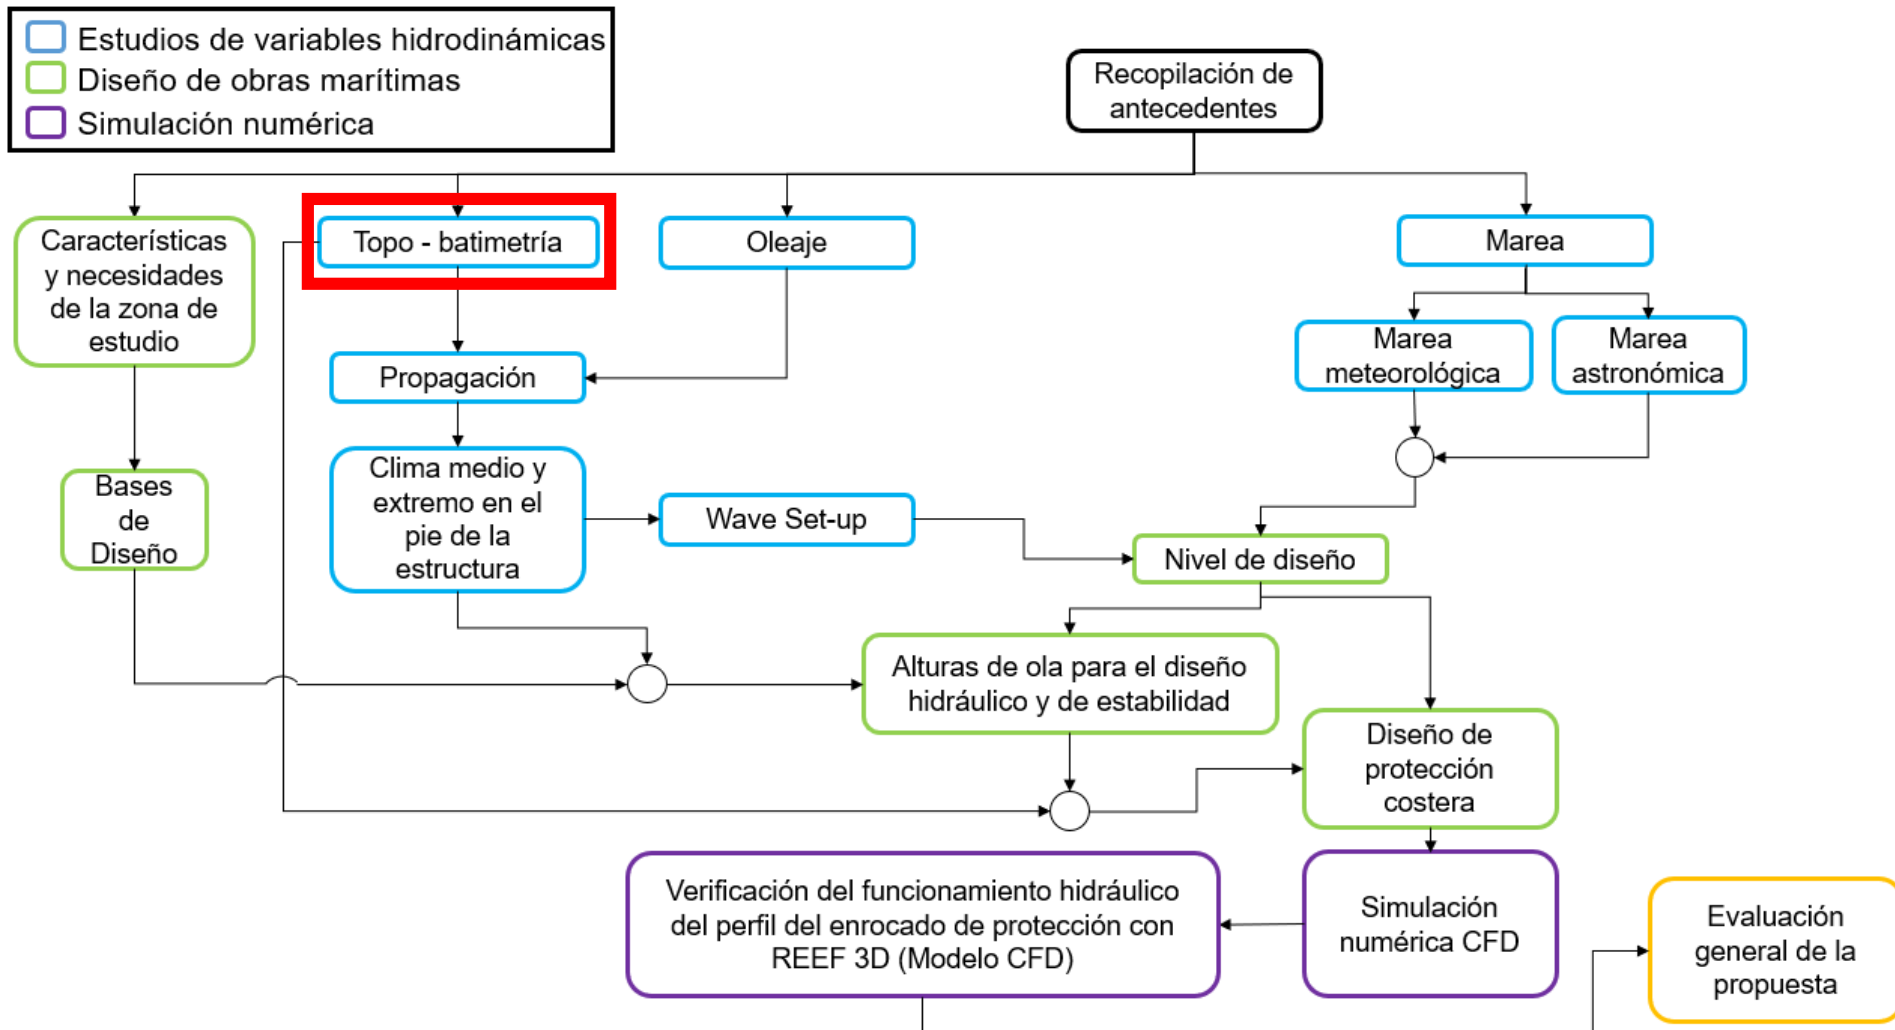 Estudios de variables hidrodinámicas
Diseño de obras marítimas
Simulación numérica
Recopilación de
antecedentes
Características
y necesidades
de la zona de
estudio
Topo - batimetría
Oleaje
Marea
Marea
meteorológica
Marea
astronómica
Propagación
Bases
de
Diseño
Clima medio y
extremo en el
pie de la
estructura
Wave Set-up
Nivel de diseño
Alturas de ola para el diseño
hidráulico y de estabilidad
Diseño de
protección
costera
Verificación del funcionamiento hidráulico
del perfil del enrocado de protección con
REEF 3D (Modelo CFD)
Simulación
numérica CFD
Evaluación
general de la
propuesta